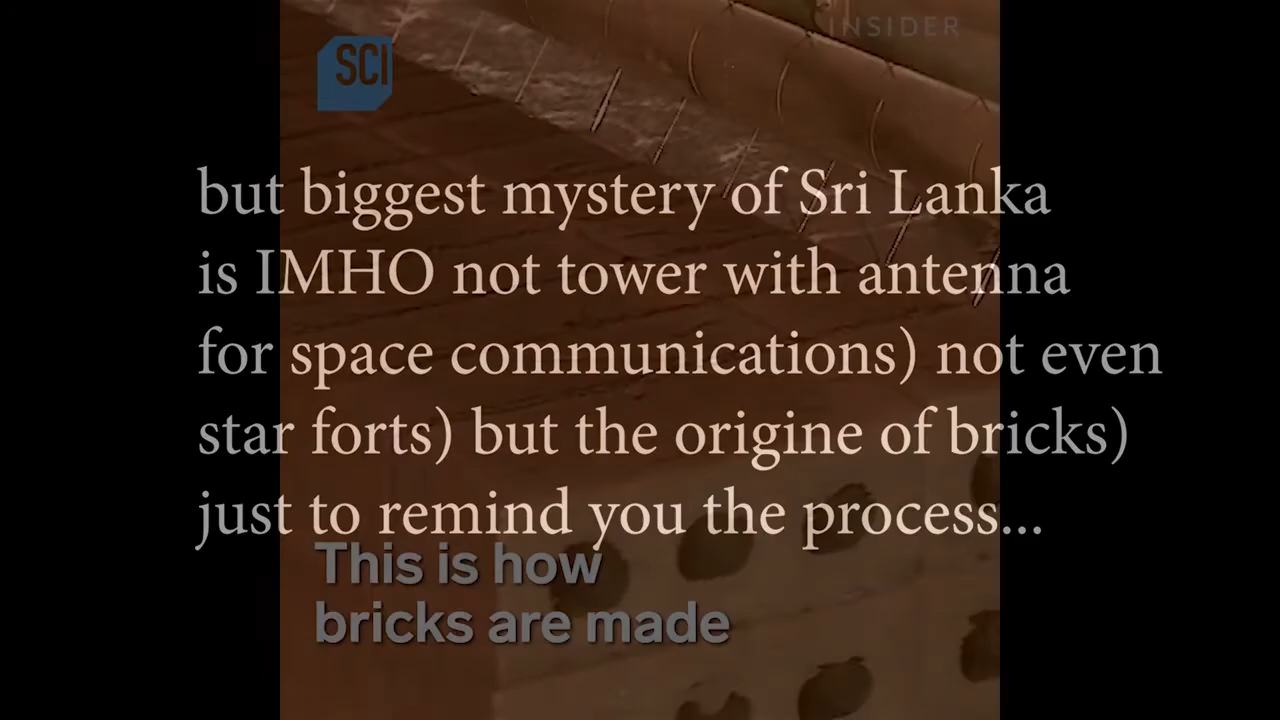 INSIDER
SCI
but biggest mystery of Sri Lanka
is IMHO not tower with antenna
for space communications) not even
star forts) but the origine of bricks)
just to remind you the process...
This is how
bricks are made